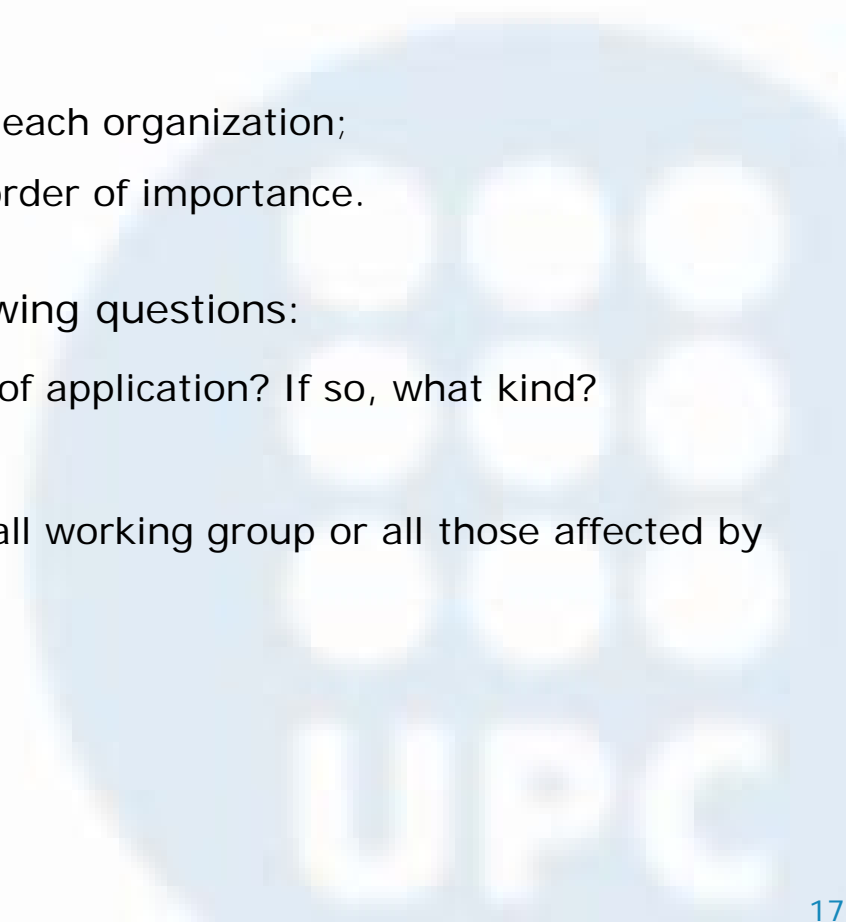 each organization;
rder of importance.
wing questions:
of application? If so, what kind?
all working group or all those affected by
UPC
17